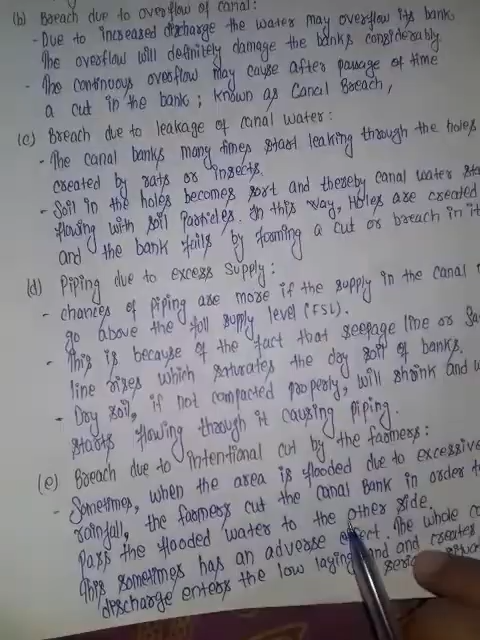 (b) Breach due to overflow of canal:
- Due to increased discharge the water may overflow its bank.
The overflow will definitely damage the banks considerably.
- The continuous overflow may cause after passage of time
a cut in the bank; known as Canal Breach,
(c) Breach due to leakage of canal water:
- The canal banks many times start leaking through the holes
created by rats or insects.
- Soil in the holes becomes sort and thereby canal water
flowing with soil Particles. In this way, Holes are created
and the bank fails by forming a cut or breach in it
(d) Piping due to excess supply:
- chances of piping are more if the supply in the canal
go above the full supply level (FSL).
- This is because of the fact that seepage line or
line rises which saturates the dry soil of banks.
- Dry soil, if not compacted properly, will shrink and
starts flowing through it causing piping.
(e) Breach due to intentional cut by the farmers:
- Sometimes, when the area is flooded due to excessive
rainfall, the farmers cut the canal Bank in order
Pass the flooded water to the other side.
This sometimes has an adverse effect. The whole
discharge enters the low and creates